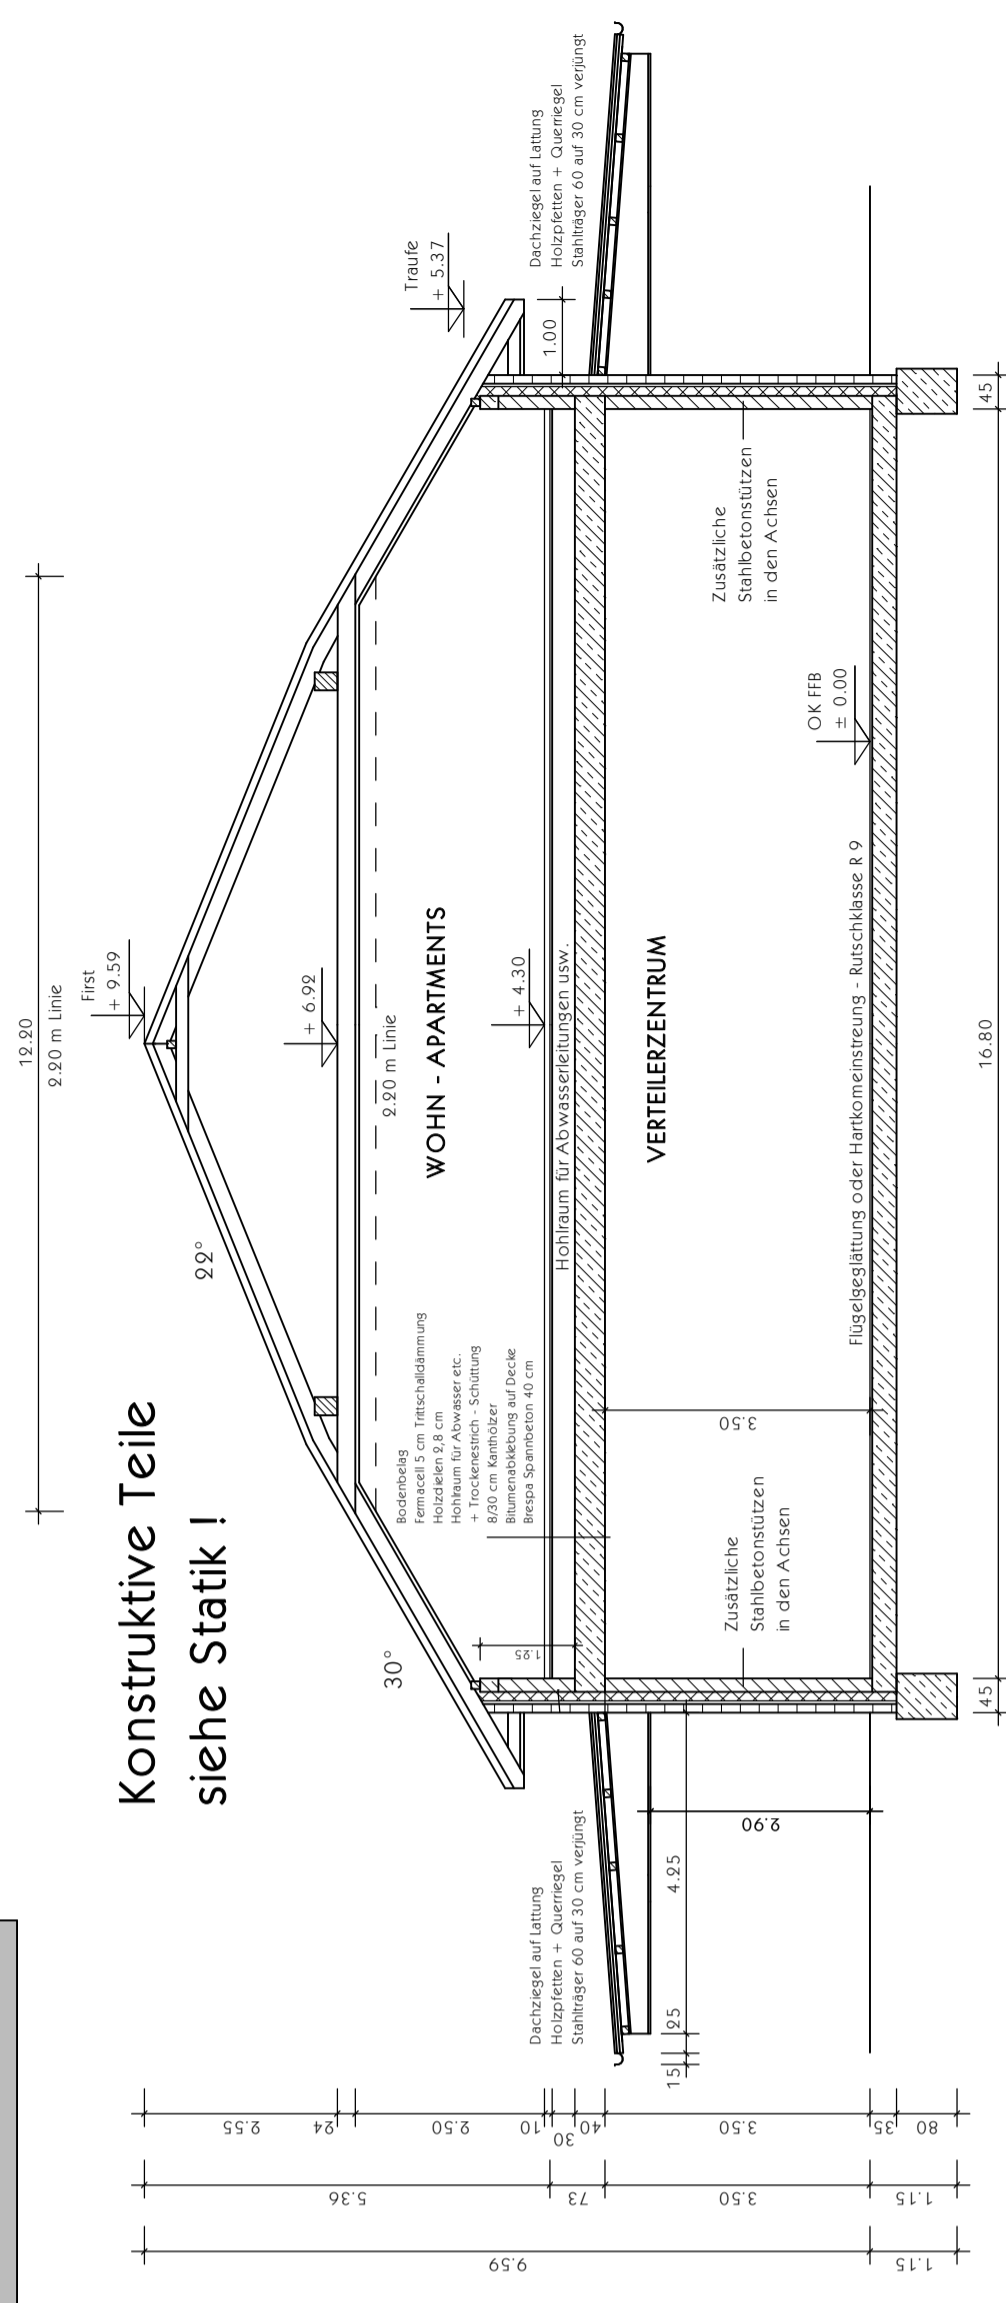 Konstruktive Teile
siehe Statik !
12.20
2.20 m Linie
First
+ 9.59
22°
30°
+ 6.92
2.20 m Linie
WOHN - APARTMENTS
Traufe
+ 5.37
+ 4.30
Bodenbelag
Fermacell 5 cm Trittschalldämmung
Holzdielen 2,8 cm
Hohlraum für Abwasser etc.
+ Trockenestrich - Schüttung
8/30 cm Kanthölzer
Bitumenabklebung auf Decke
Brespa Spannbeton 40 cm
Hohlraum für Abwasserleitungen usw.
1.25
1.00
Dachziegel auf Lattung
Holzpfetten + Querriegel
Stahlträger 60 auf 30 cm verjüngt
Dachziegel auf Lattung
Holzpfetten + Querriegel
Stahlträger 60 auf 30 cm verjüngt
VERTEILERZENTRUM
15
25
4.25
2.90
Zusätzliche
Stahlbetonstützen
in den Achsen
3.50
Zusätzliche
Stahlbetonstützen
in den Achsen
OK FFB
± 0.00
Flügelgeglättung oder Hartkorneinstreung - Rutschklasse R 9
45
16.80
45
2.55
24
2.50
10
30
40
3.50
35
80
5.36
73
3.50
1.15
9.59
1.15